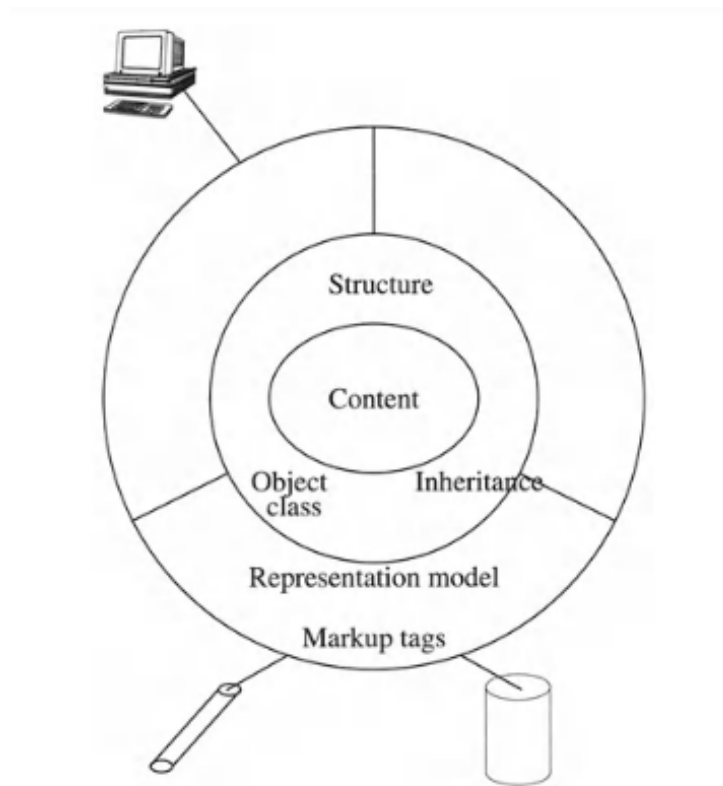 Structure
Content
Object
class
Inheritance
Representation model
Markup tags